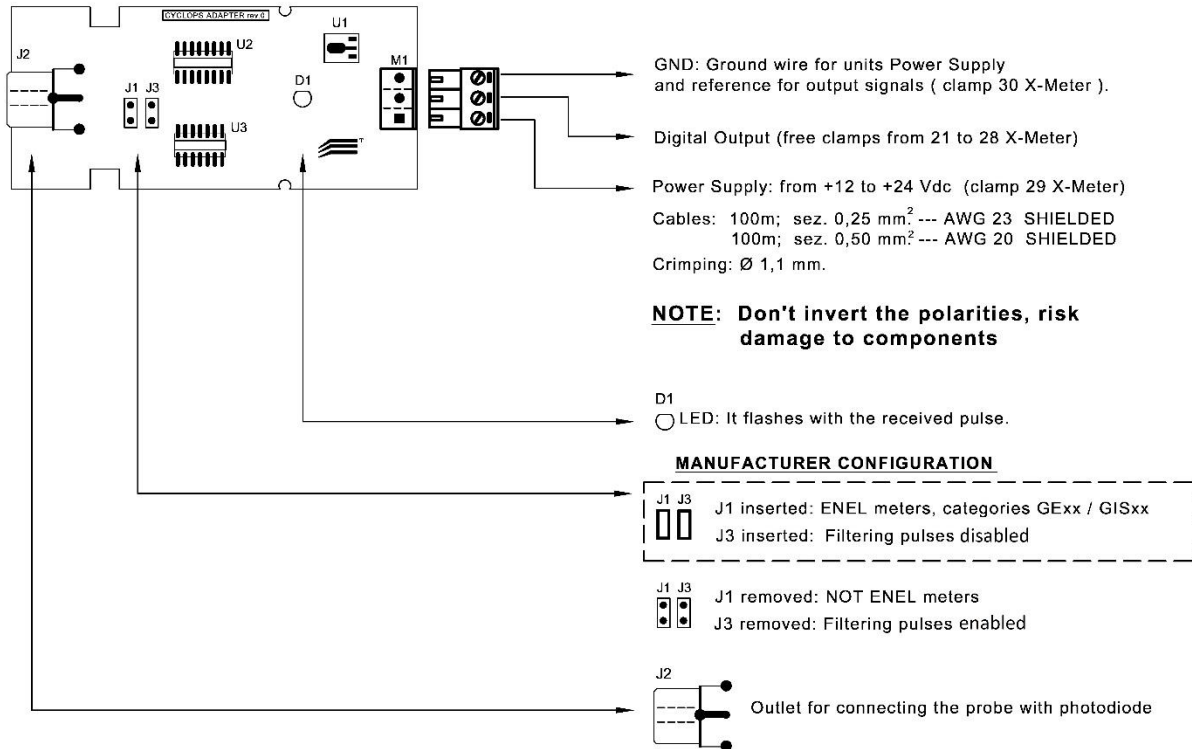 CYCLOPS ADAPTER rev.0
J2
U2
U1
J1 J3
D1
M1
U3
GND: Ground wire for units Power Supply
and reference for output signals ( clamp 30 X-Meter ).
Digital Output (free clamps from 21 to 28 X-Meter)
Power Supply: from +12 to +24 Vdc (clamp 29 X-Meter)
Cables: 100m; sez. 0,25 mm.² --- AWG 23 SHIELDED
100m; sez. 0,50 mm.² --- AWG 20 SHIELDED
Crimping: Ø 1,1 mm.
NOTE: Don't invert the polarities, risk
damage to components
D1
LED: It flashes with the received pulse.
MANUFACTURER CONFIGURATION
J1 J3
J1 inserted: ENEL meters, categories GExx / GISxx
J3 inserted: Filtering pulses disabled
J1 J3
J1 removed: NOT ENEL meters
J3 removed: Filtering pulses enabled
J2
Outlet for connecting the probe with photodiode